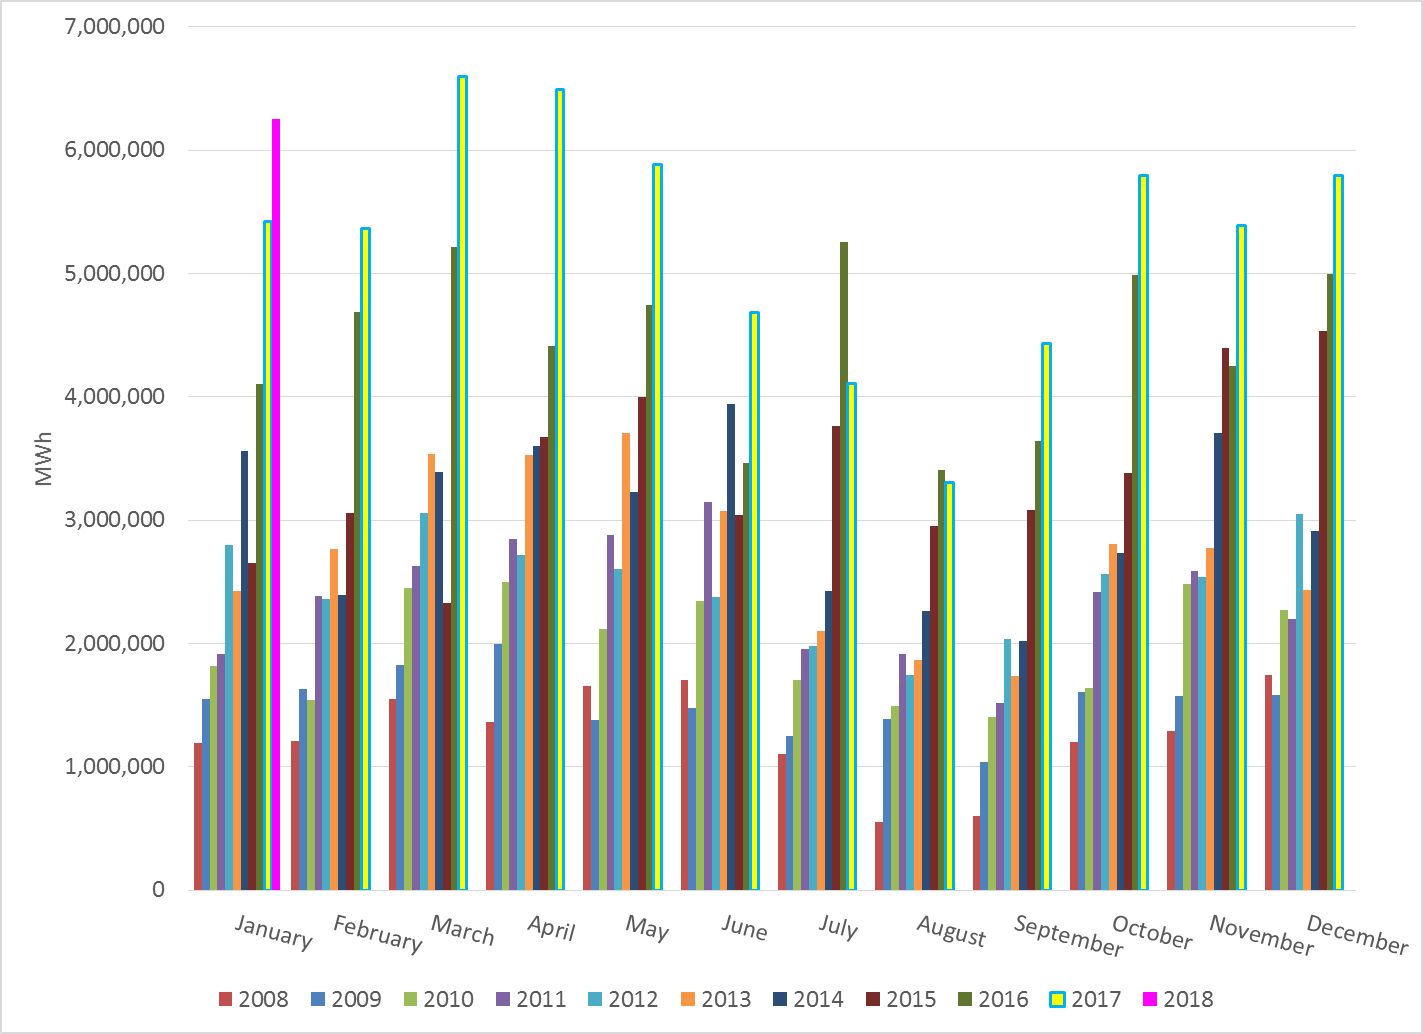 7,000,000
6,000,000
5,000,000
4,000,000
3,000,000
2,000,000
1,000,000
0
MWh
January February March April May June July August September October November December
2008 2009 2010 2011 2012 2013 2014 2015 2016 2017 2018